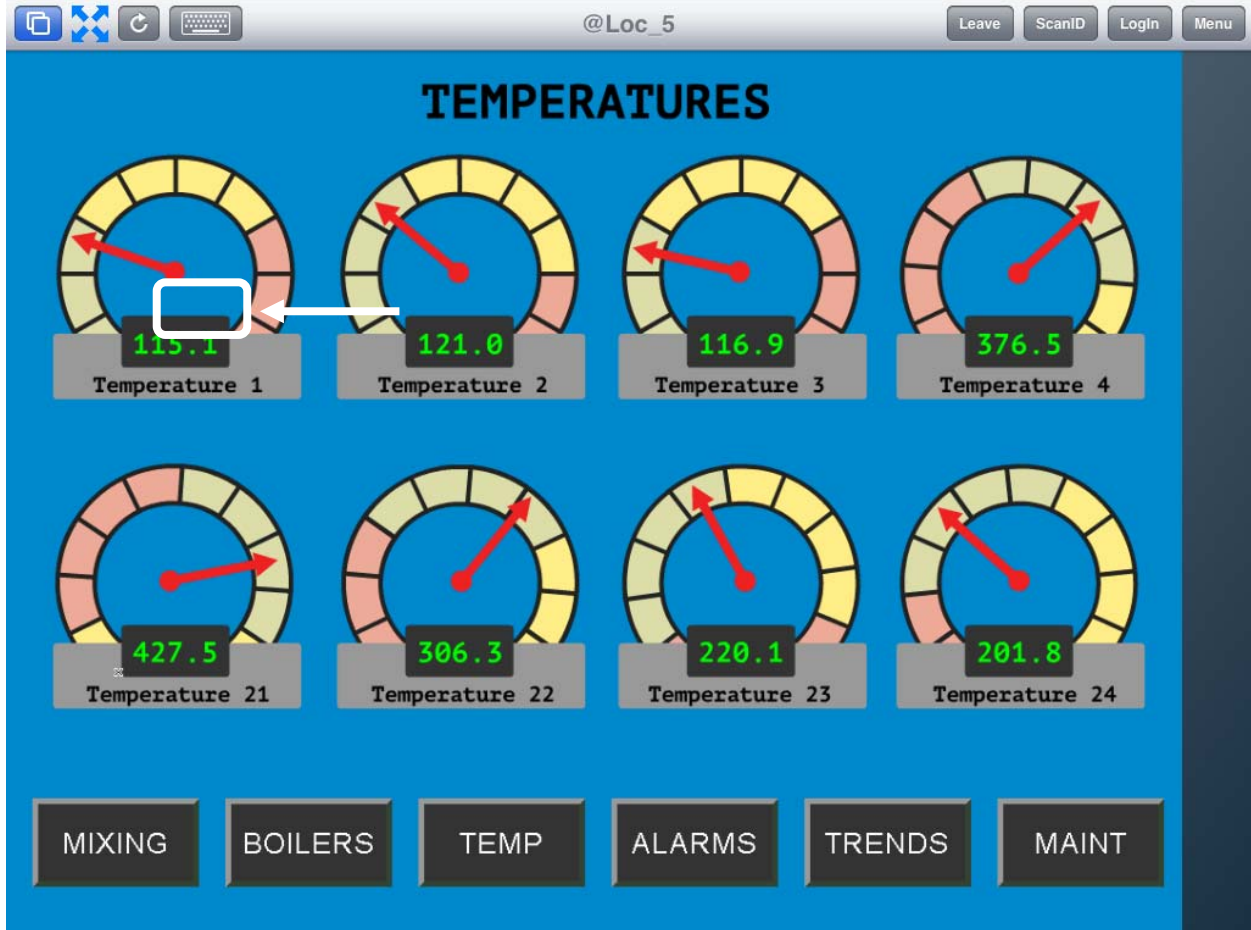 @Loc_5
Leave
ScanID
LogIn
Menu
TEMPERATURES
115.1
121.0
116.9
376.5
Temperature 1
Temperature 2
Temperature 3
Temperature 4
427.5
306.3
220.1
201.8
Temperature 21
Temperature 22
Temperature 23
Temperature 24
MIXING
BOILERS
TEMP
ALARMS
TRENDS
MAINT